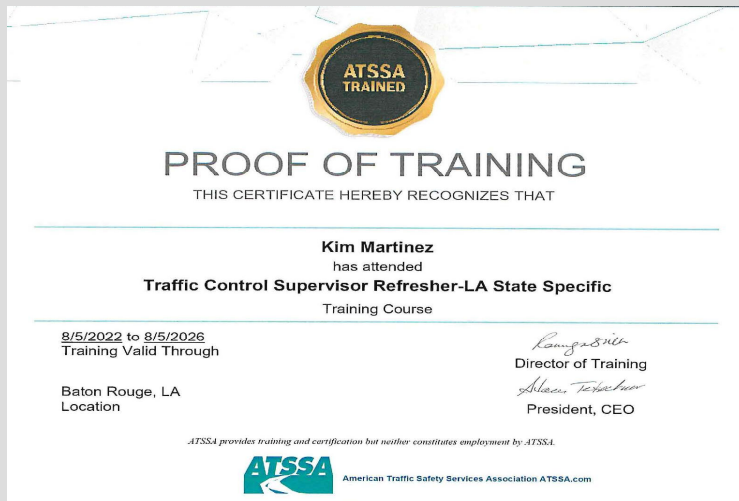 ATSSA
TRAINED
PROOF OF TRAINING
THIS CERTIFICATE HEREBY RECOGNIZES THAT
Kim Martinez
has attended
Traffic Control Supervisor Refresher-LA State Specific
Training Course
8/5/2022 to 8/5/2026
Training Valid Through
Director of Training
Baton Rouge, LA
Location
President, CEO
ATSSA provides training and certification but neither constitutes employment by ATSSA.
ATSSA
American Traffic Safety Services Association ATSSA.com